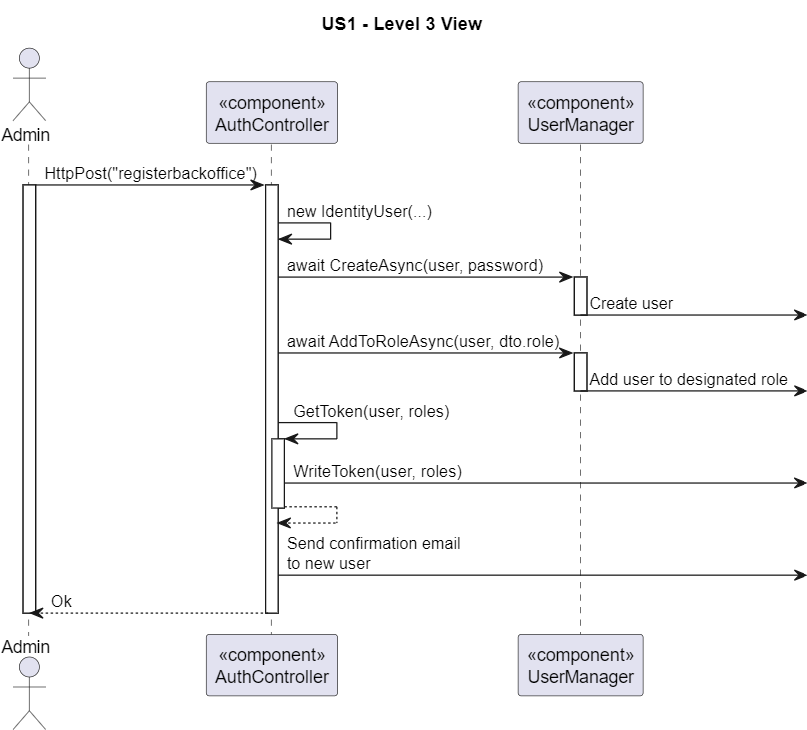 US1 - Level 3 View
Admin
«component»
AuthController
«component»
UserManager
HttpPost("registerbackoffice")
new IdentityUser(...)
await CreateAsync(user, password)
Create user
await AddToRoleAsync(user, dto.role)
Add user to designated role
GetToken(user, roles)
WriteToken(user, roles)
Send confirmation email
to new user
Ok
Admin
«component»
AuthController
«component»
UserManager